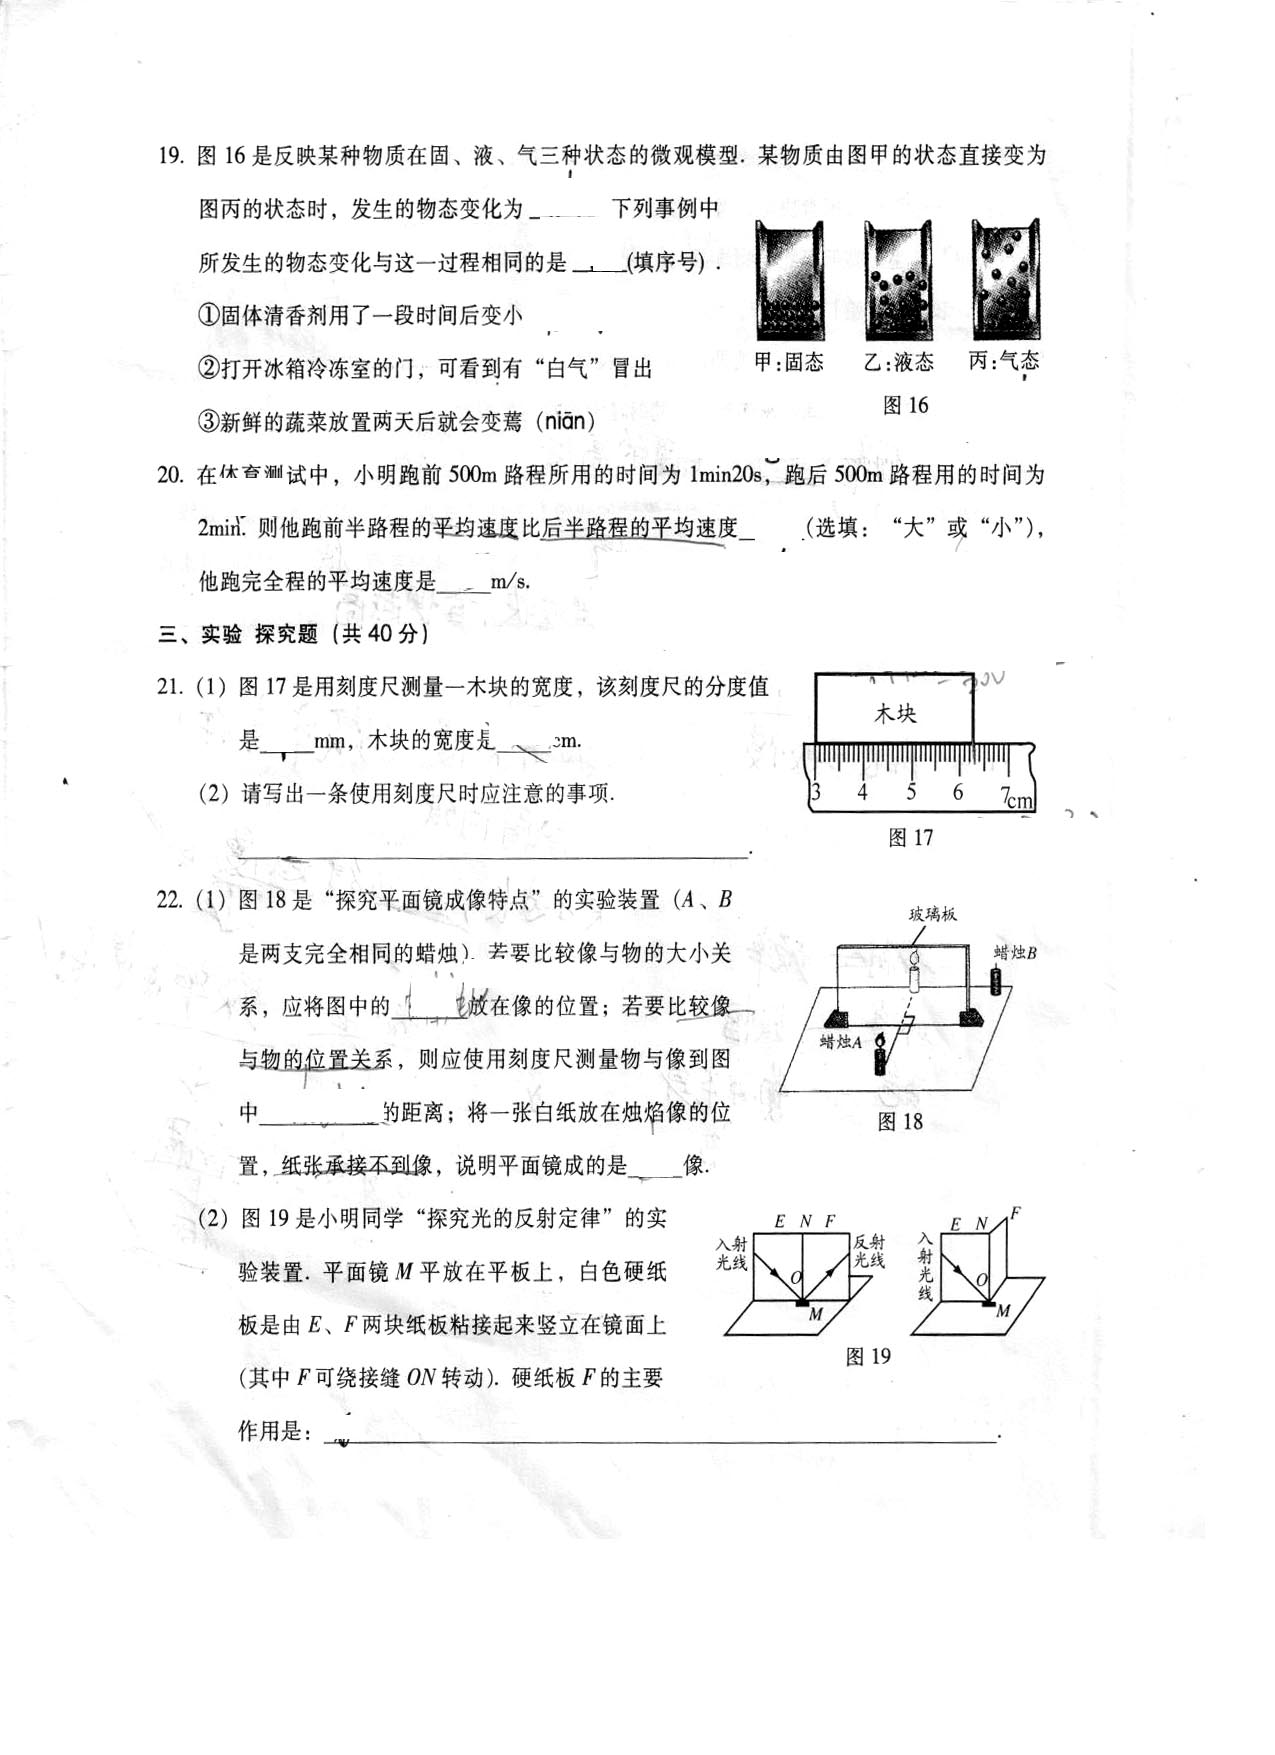 19. 图 16 是反映某种物质在固、液、气三种状态的微观模型. 某物质由图甲的状态直接变为
图丙的状态时，发生的物态变化为______下列事例中
所发生的物态变化与这一过程相同的是____(填序号) .
①固体清香剂用了一段时间后变小
②打开冰箱冷冻室的门，可看到有“白气”冒出
③新鲜的蔬菜放置两天后就会变蔫（niān）
甲:固态 乙:液态 丙:气态
图 16
20. 在体育测试中，小明跑前 500m 路程所用的时间为 1min20s，跑后 500m 路程用的时间为
2min. 则他跑前半路程的平均速度比后半路程的平均速度____（选填：“大”或“小”），
他跑完全程的平均速度是____m/s.
三、实验 探究题（共 40 分）
21.（1）图 17 是用刻度尺测量一木块的宽度，该刻度尺的分度值
是____mm，木块的宽度是____cm.
（2）请写出一条使用刻度尺时应注意的事项.
____________________.
木块
3 4 5 6 7cm
图 17
22.（1）图 18 是“探究平面镜成像特点”的实验装置（A、B
是两支完全相同的蜡烛）. 若要比较像与物的大小关
系，应将图中的______放在像的位置；若要比较像
与物的位置关系，则应使用刻度尺测量物与像到图
中__________的距离；将一张白纸放在烛焰像的位
置，纸张承接不到像，说明平面镜成的是____像.
玻璃板
蜡烛B
蜡烛A
图 18
（2）图 19 是小明同学“探究光的反射定律”的实
验装置. 平面镜 M 平放在平板上，白色硬纸
板是由 E、F 两块纸板粘接起来竖立在镜面上
(其中 F 可绕接缝 ON 转动). 硬纸板 F 的主要
作用是：____________________.
E N F
入射光线
反射光线
O
M
E N F
入射光线
O
M
图 19